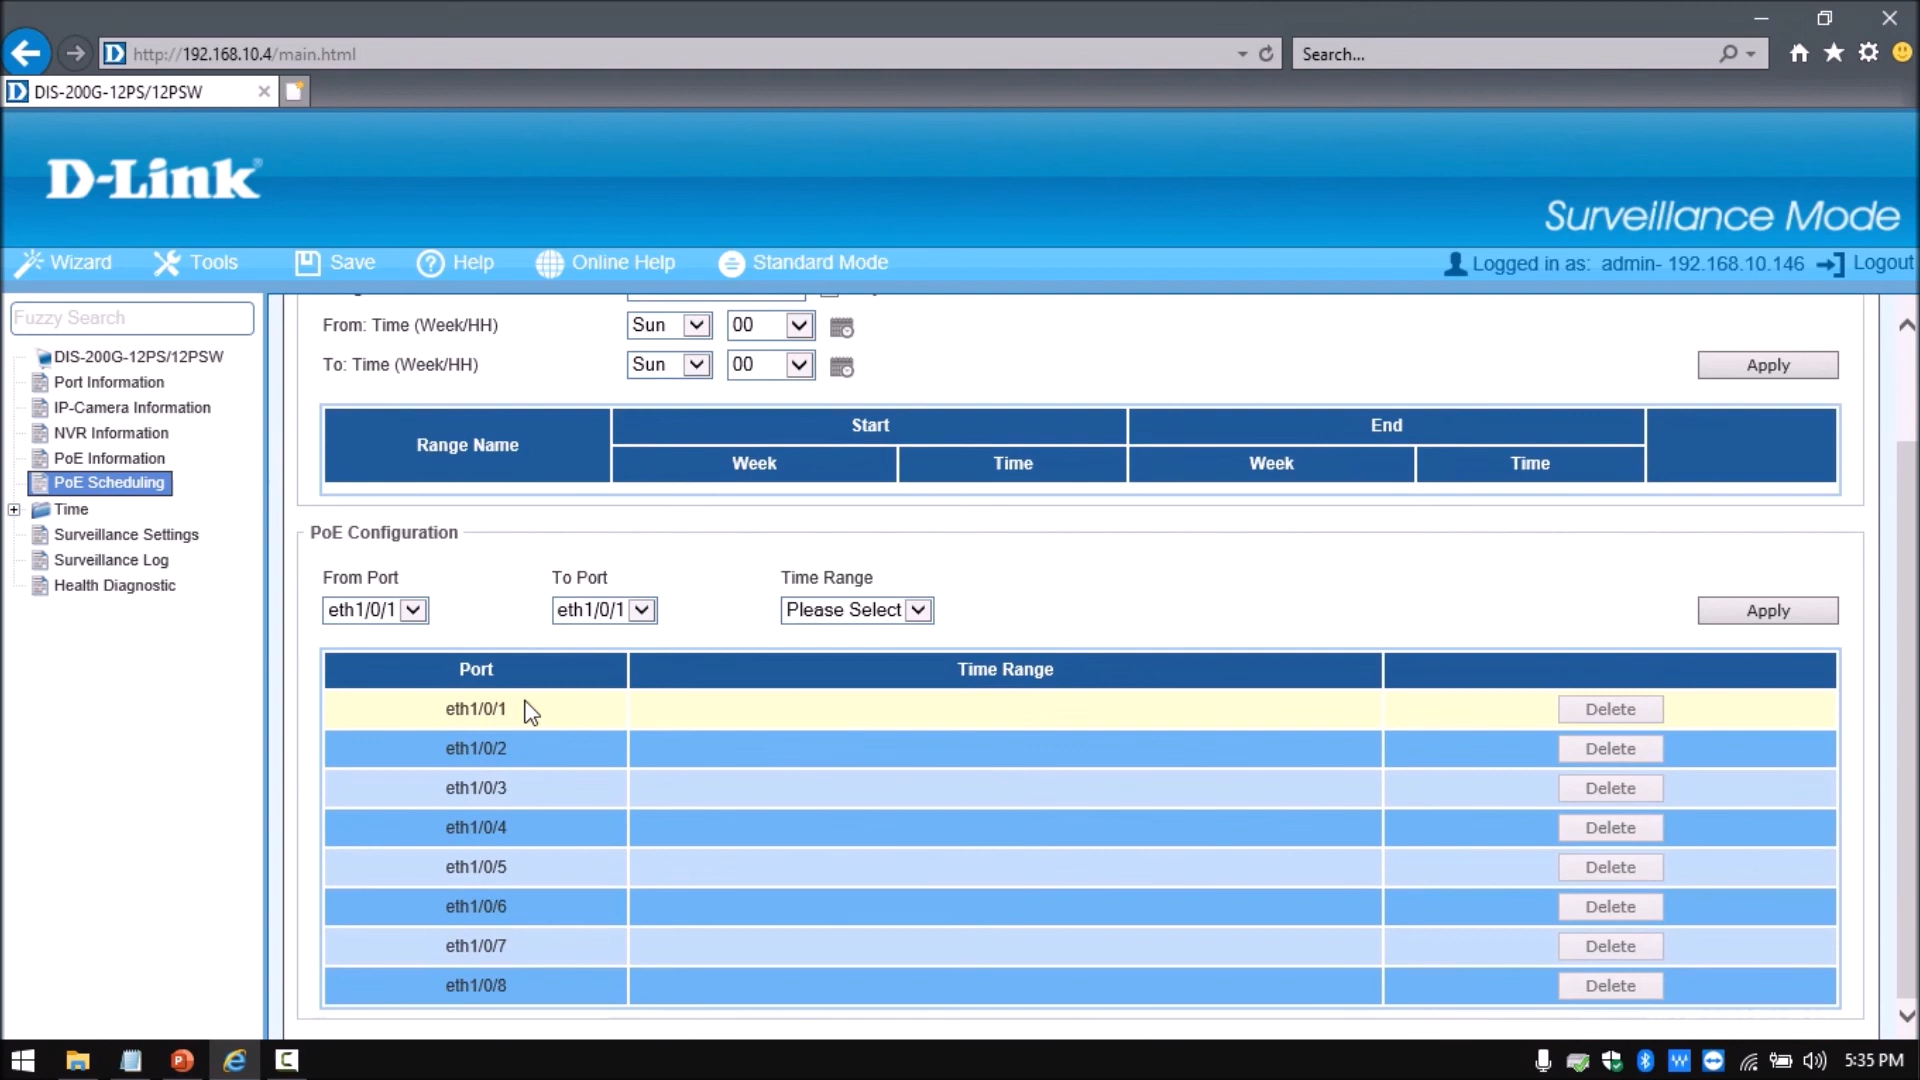 http://192.168.10.4/main.html
Search...
DIS-200G-12PS/12PSW
D-Link
Surveillance Mode
Wizard Tools Save Help Online Help Standard Mode Logged in as: admin- 192.168.10.146 Logout
Fuzzy Search
DIS-200G-12PS/12PSW
Port Information
IP-Camera Information
NVR Information
PoE Information
PoE Scheduling
Time
Surveillance Settings
Surveillance Log
Health Diagnostic
From: Time (Week/HH) Sun 00
To: Time (Week/HH) Sun 00 Apply
Range Name Start End
Week Time Week Time
PoE Configuration
From Port To Port Time Range
eth1/0/1 eth1/0/1 Please Select Apply
Port Time Range
eth1/0/1 Delete
eth1/0/2 Delete
eth1/0/3 Delete
eth1/0/4 Delete
eth1/0/5 Delete
eth1/0/6 Delete
eth1/0/7 Delete
eth1/0/8 Delete
5:35 PM